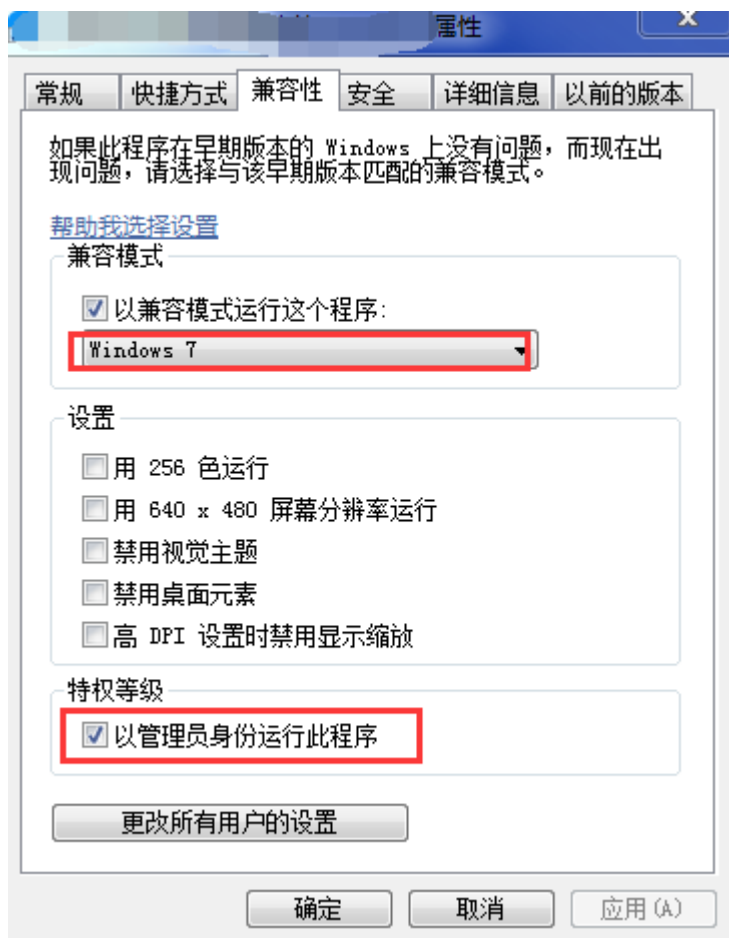 属性
常规 快捷方式 兼容性 安全 详细信息 以前的版本
如果此程序在早期版本的 Windows 上没有问题，而现在出
现问题，请选择与该早期版本匹配的兼容模式。
帮助我选择设置
兼容模式
以兼容模式运行这个程序:
Windows 7
设置
用 256 色运行
用 640 x 480 屏幕分辨率运行
禁用视觉主题
禁用桌面元素
高 DPI 设置时禁用显示缩放
特权等级
以管理员身份运行此程序
更改所有用户的设置
确定 取消 应用(A)